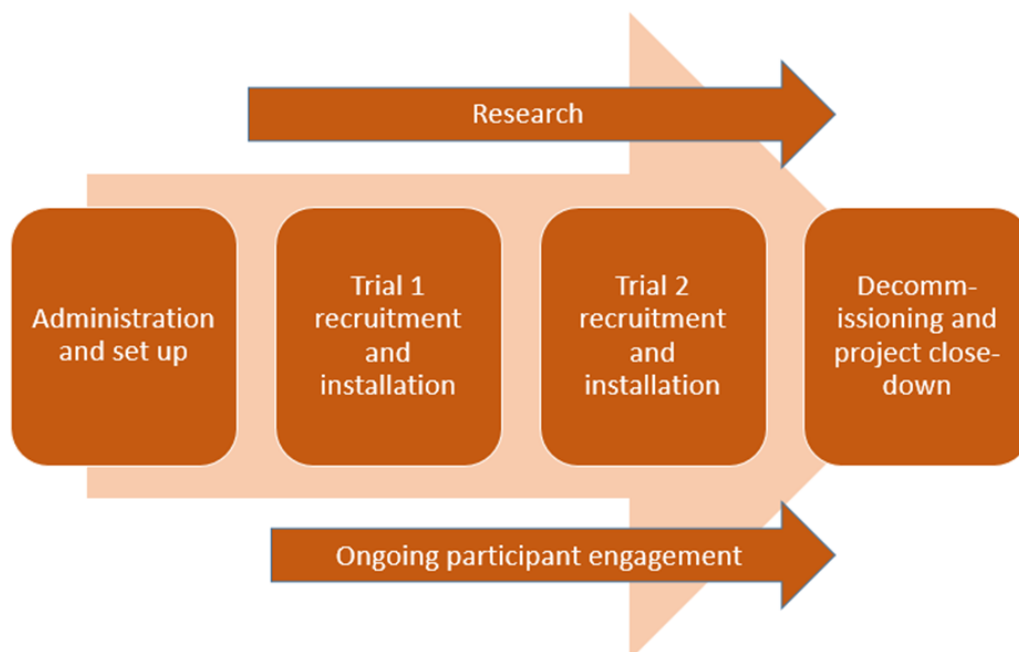 Research
Administration
and set up
Trial 1
recruitment
and
installation
Trial 2
recruitment
and
installation
Decomm-
issioning and
project close-
down
Ongoing participant engagement